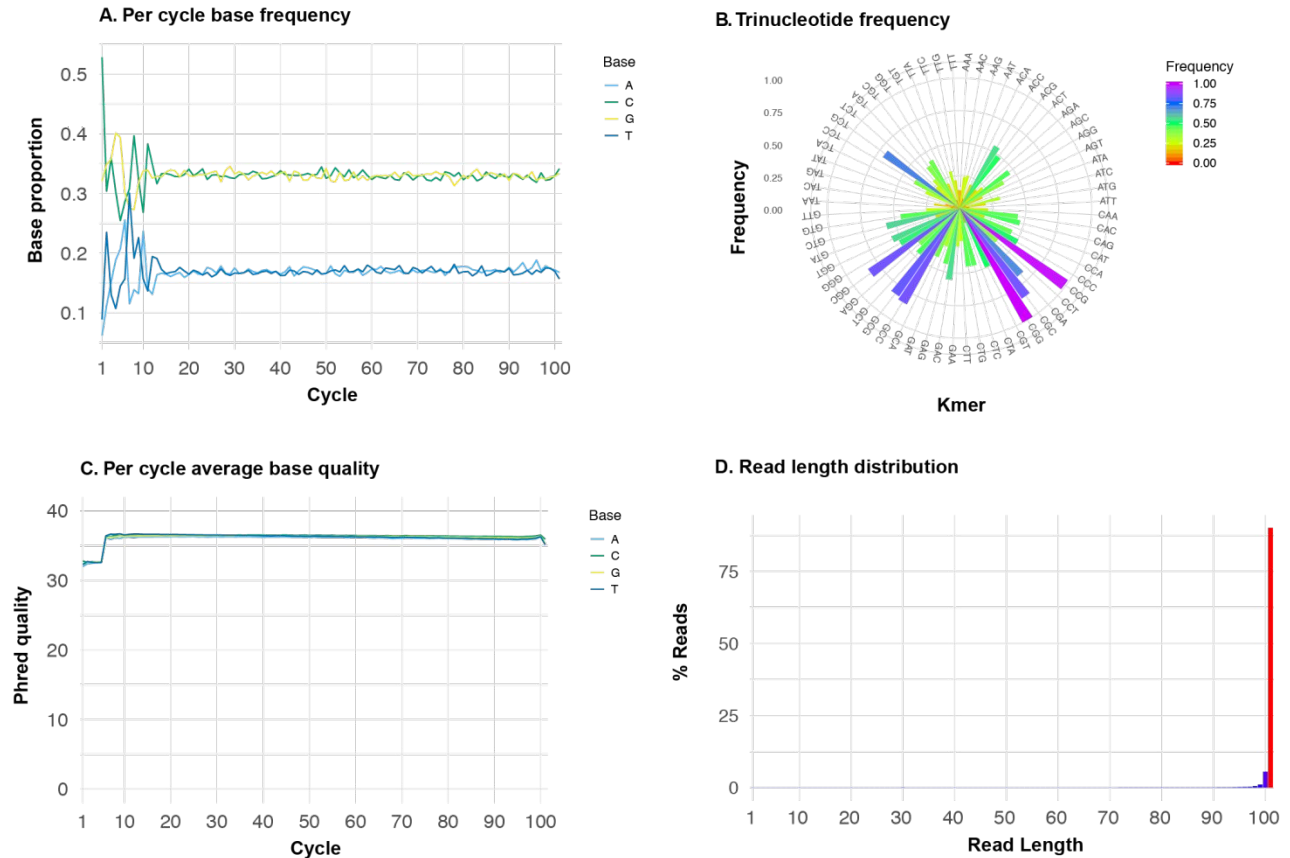 A. Per cycle base frequency
Base proportion
0.5
0.4
0.3
0.2
0.1
1 10 20 30 40 50 60 70 80 90 100
Cycle
Base
A
C
G
T
B. Trinucleotide frequency
Frequency
1.00
0.75
0.50
0.25
0.00
AAA
AAC
AAG
AAT
ACA
ACC
ACG
ACT
AGA
AGC
AGG
AGT
ATA
ATC
ATG
ATT
CAA
CAC
CAG
CAT
CCA
CCC
CCG
CCT
CGA
CGC
CGG
CGT
CTA
CTC
CTG
CTT
GAA
GAC
GAG
GAT
GCA
GCC
GCG
GCT
GGA
GGC
GGG
GGT
GTA
GTC
GTG
GTT
TAA
TAC
TAG
TAT
TCA
TCC
TCG
TCT
TGA
TGC
TGG
TGT
TTA
TTC
TTG
TTT
Kmer
Frequency
1.00
0.75
0.50
0.25
0.00
C. Per cycle average base quality
Phred quality
40
30
20
10
0
1 10 20 30 40 50 60 70 80 90 100
Cycle
Base
A
C
G
T
D. Read length distribution
% Reads
75
50
25
0
1 10 20 30 40 50 60 70 80 90 100
Read Length